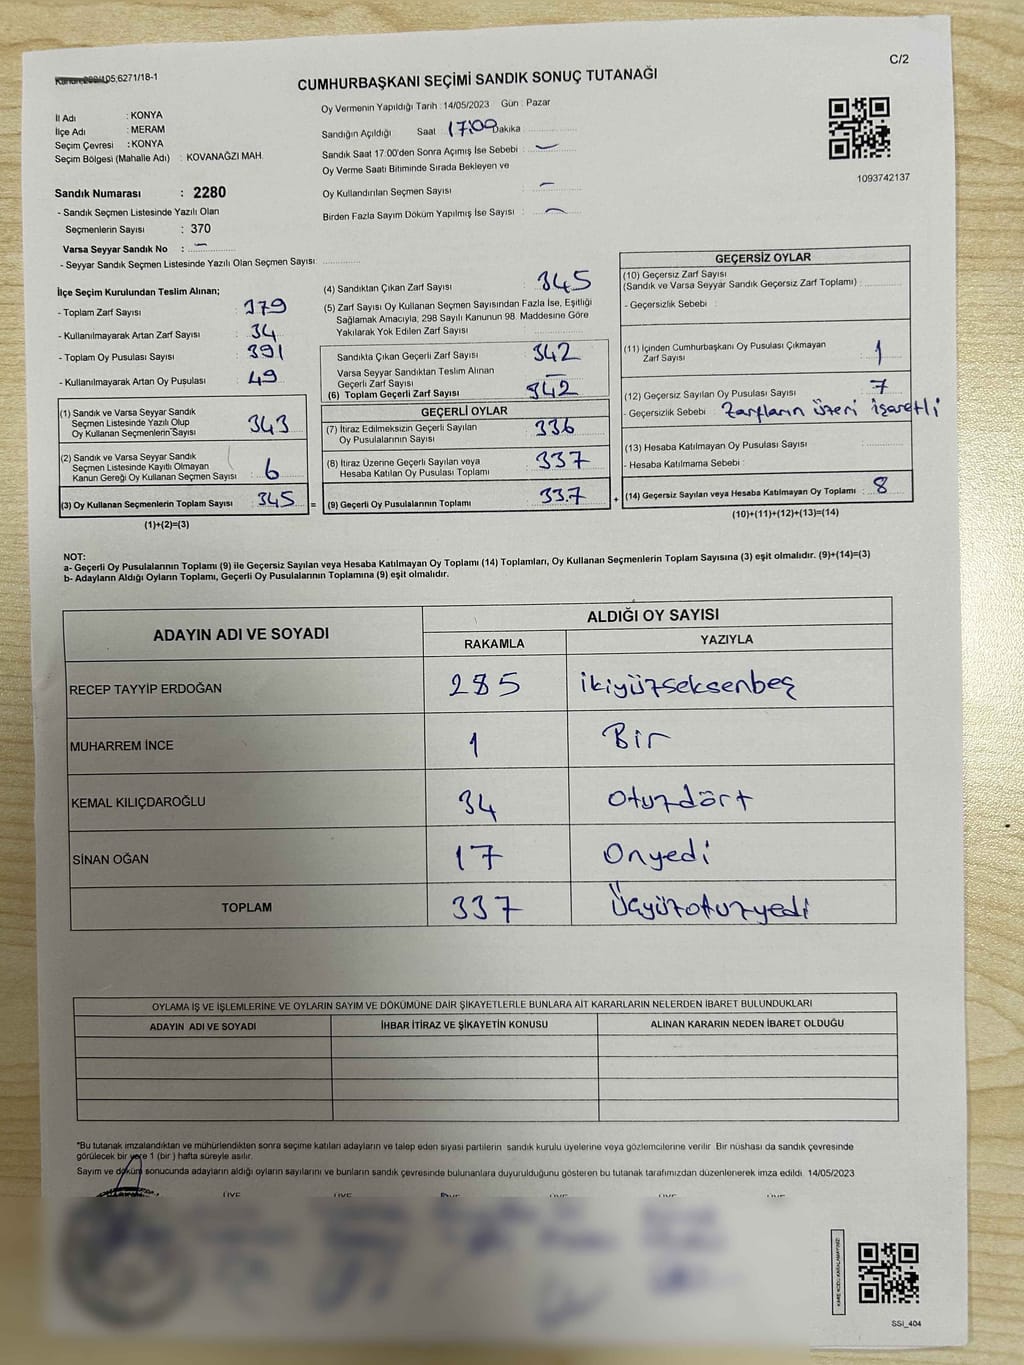 C/2
CUMHURBAŞKANI SEÇİMİ SANDIK SONUÇ TUTANAĞI
İl Adı : KONYA
İlçe Adı : MERAM
Seçim Çevresi : KONYA
Seçim Bölgesi (Mahalle Adı) : KOVANAĞZI MAH.
Oy Vermenin Yapıldığı Tarih : 14/05/2023 Gün : Pazar
Sandığın Açıldığı Saat 17:00 Dakika
Sandık Saat 17:00'den Sonra Açımış İse Sebebi : —
Oy Verme Saati Bitiminde Sırada Bekleyen ve
Oy Kullandırılan Seçmen Sayısı —
Birden Fazla Sayım Döküm Yapılmış İse Sayısı : —
1093742137
Sandık Numarası : 2280
- Sandık Seçmen Listesinde Yazılı Olan
Seçmenlerin Sayısı : 370
Varsa Seyyar Sandık No : —
- Seyyar Sandık Seçmen Listesinde Yazılı Olan Seçmen Sayısı:
İlçe Seçim Kurulundan Teslim Alınan;
- Toplam Zarf Sayısı : 379
- Kullanılmayarak Artan Zarf Sayısı : 34
- Toplam Oy Pusulası Sayısı : 391
- Kullanılmayarak Artan Oy Pusulası : 49
(1) Sandık ve Varsa Seyyar Sandık
Seçmen Listesinde Yazılı Olup
Oy Kullanan Seçmenlerin Sayısı : 343
(2) Sandık ve Varsa Seyyar Sandık
Seçmen Listesinde Kayıtlı Olmayan
Kanun Gereği Oy Kullanan Seçmen Sayısı : 6
(3) Oy Kullanan Seçmenlerin Toplam Sayısı : 345 =
(1)+(2)=(3)
(4) Sandıktan Çıkan Zarf Sayısı : 345
(5) Zarf Sayısı Oy Kullanan Seçmen Sayısından Fazla İse, Eşitliği
Sağlamak Amacıyla; 298 Sayılı Kanunun 98. Maddesine Göre
Yakılarak Yok Edilen Zarf Sayısı :
Sandıkta Çıkan Geçerli Zarf Sayısı : 342
Varsa Seyyar Sandıktan Teslim Alınan
Geçerli Zarf Sayısı : —
(6) Toplam Geçerli Zarf Sayısı : 342
GEÇERLİ OYLAR
(7) İtiraz Edilmeksizin Geçerli Sayılan
Oy Pusulalarının Sayısı : 336
(8) İtiraz Üzerine Geçerli Sayılan veya
Hesaba Katılan Oy Pusulası Toplamı : 337
(9) Geçerli Oy Pusulalarının Toplamı : 337 +
GEÇERSİZ OYLAR
(10) Geçersiz Zarf Sayısı
(Sandık ve Varsa Seyyar Sandık Geçersiz Zarf Toplamı) :
- Geçersizlik Sebebi :
(11) İçinden Cumhurbaşkanı Oy Pusulası Çıkmayan
Zarf Sayısı : 1
(12) Geçersiz Sayılan Oy Pusulası Sayısı : 7
- Geçersizlik Sebebi : Zarfların üzeri işaretli
(13) Hesaba Katılmayan Oy Pusulası Sayısı :
- Hesaba Katılmama Sebebi :
(14) Geçersiz Sayılan veya Hesaba Katılmayan Oy Toplamı : 8
(10)+(11)+(12)+(13)=(14)
NOT:
a- Geçerli Oy Pusulalarının Toplamı (9) ile Geçersiz Sayılan veya Hesaba Katılmayan Oy Toplamı (14) Toplamları, Oy Kullanan Seçmenlerin Toplam Sayısına (3) eşit olmalıdır. (9)+(14)=(3)
b- Adayların Aldığı Oyların Toplamı, Geçerli Oy Pusulalarının Toplamına (9) eşit olmalıdır.
ADAYIN ADI VE SOYADI ALDIĞI OY SAYISI
RAKAMLA YAZIYLA
RECEP TAYYİP ERDOĞAN 285 ikiyüzseksenbeş
MUHARREM İNCE 1 Bir
KEMAL KILIÇDAROĞLU 34 Otuzdört
SİNAN OĞAN 17 Onyedi
TOPLAM 337 Üçyüzotuzyedi
OYLAMA İŞ VE İŞLEMLERİNE VE OYLARIN SAYIM VE DÖKÜMÜNE DAİR ŞİKAYETLERLE BUNLARA AİT KARARLARIN NELERDEN İBARET BULUNDUKLARI
ADAYIN ADI VE SOYADI İHBAR İTİRAZ VE ŞİKAYETİN KONUSU ALINAN KARARIN NEDEN İBARET OLDUĞU
*Bu tutanak imzalandıktan ve mühürlendikten sonra seçime katılan adayların ve talep eden siyasi partilerin sandık kurulu üyelerine veya gözlemcilerine verilir. Bir nüshası da sandık çevresinde
görülecek bir yere 1 (bir ) hafta süreyle asılır.
Sayım ve döküm sonucunda adayların aldığı oyların sayılarını ve bunların sandık çevresinde bulunanlara duyurulduğunu gösteren bu tutanak tarafımızdan düzenlenerek imza edildi. 14/05/2023
SSI_404